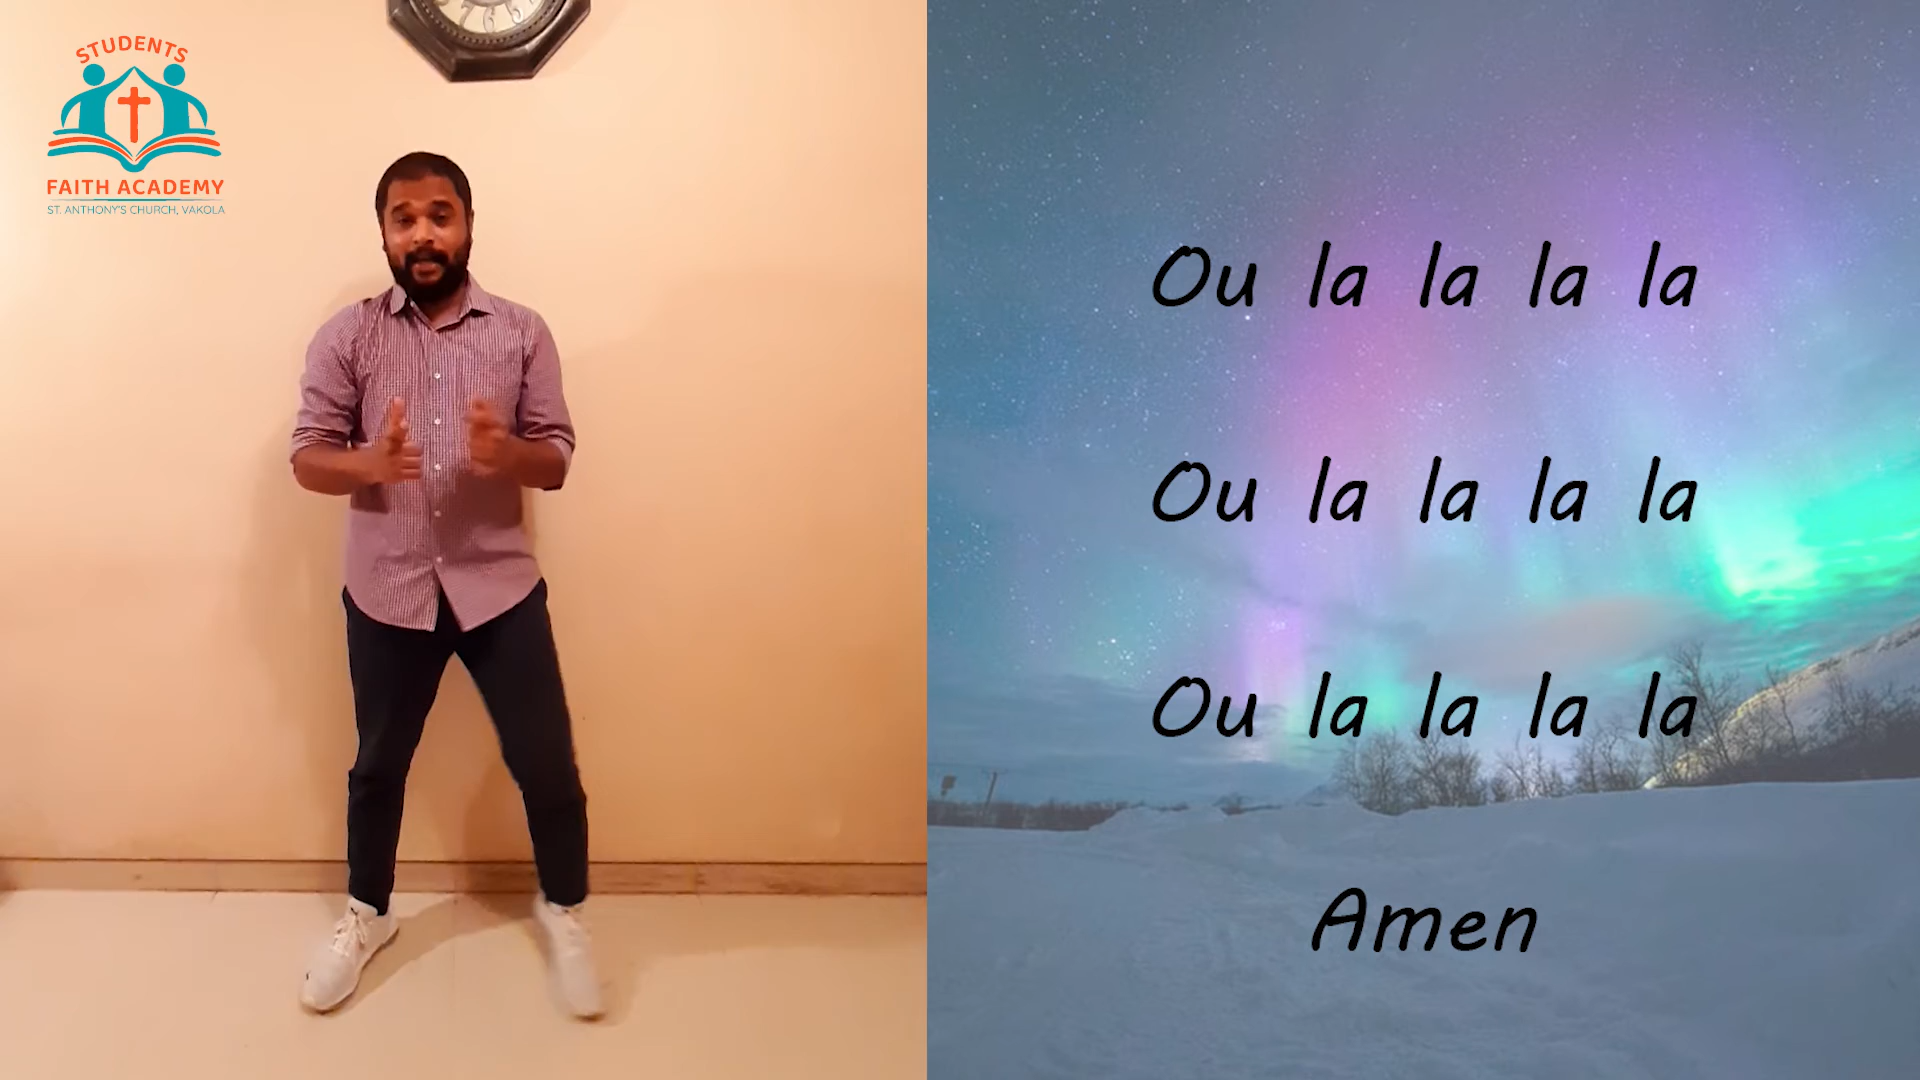 STUDENTS
FAITH ACADEMY
ST. ANTHONY'S CHURCH, VAKOLA
Ou la la la la
Ou la la la la
Ou la la la la
Amen